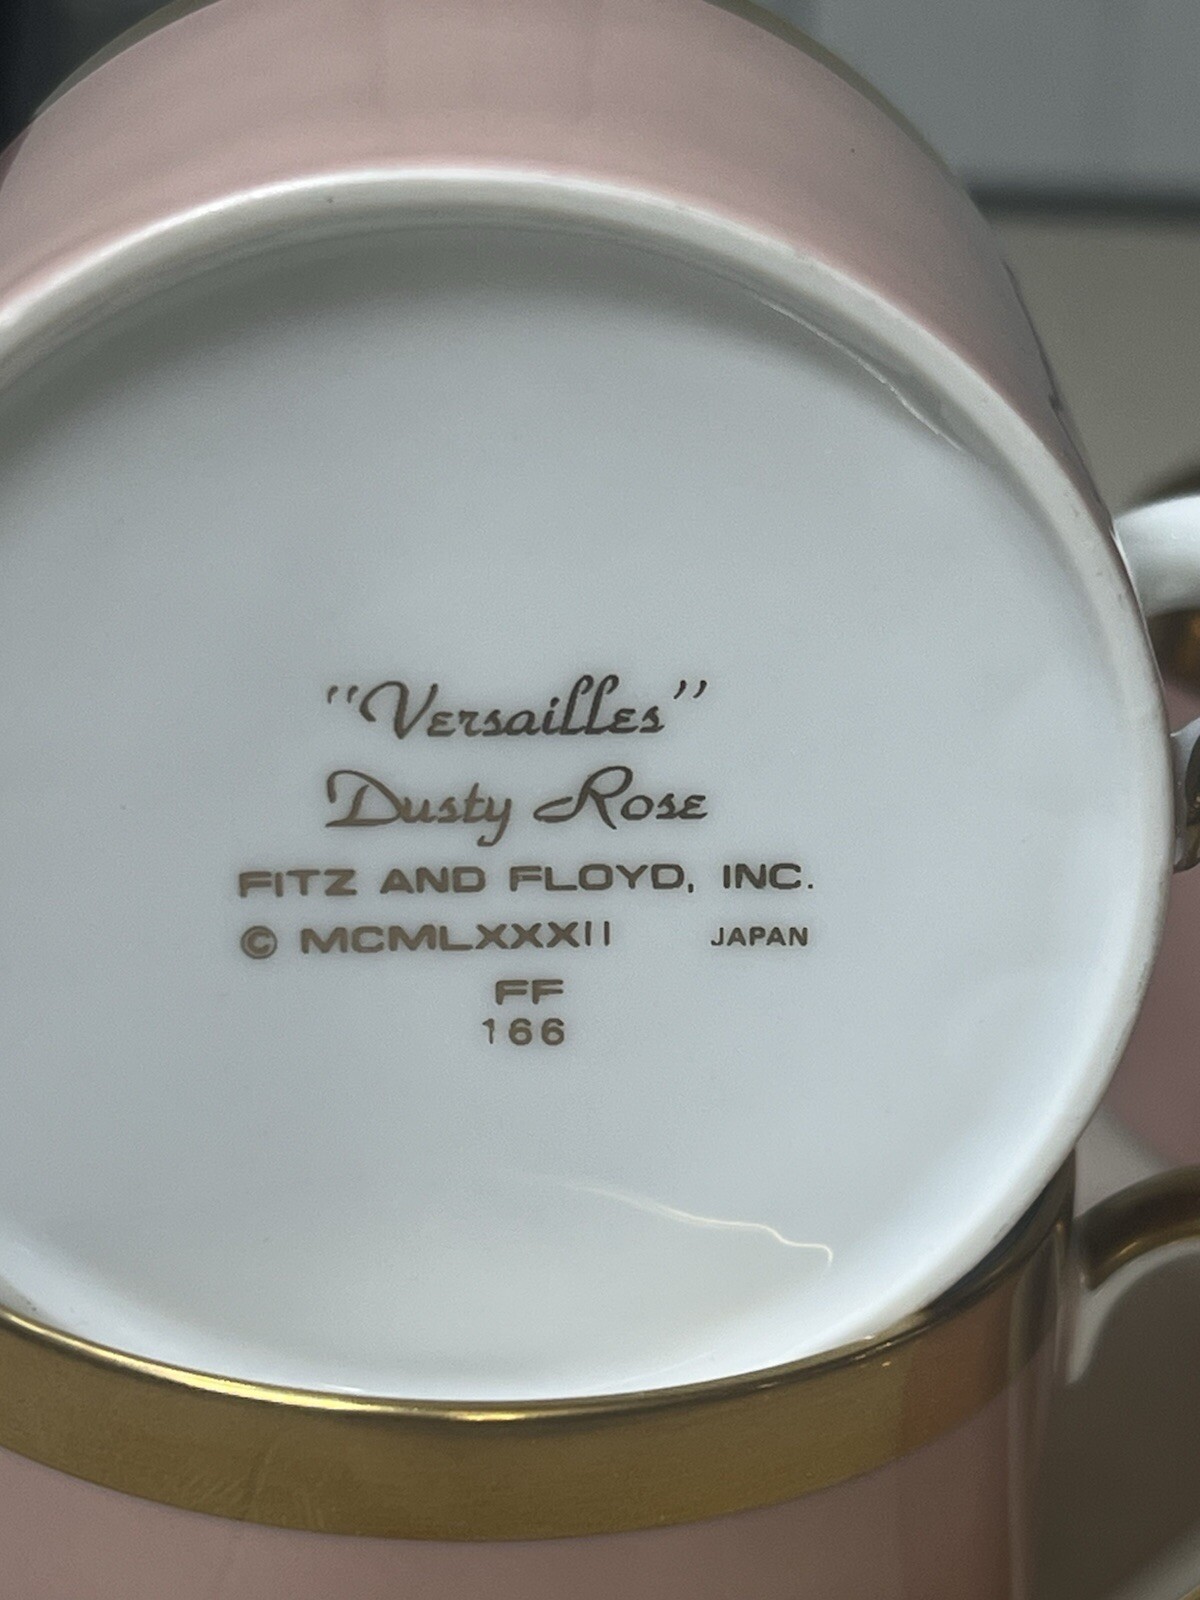 "Versailles"
Dusty Rose
FITZ AND FLOYD, INC.
© MCMLXXXII JAPAN
FF
166